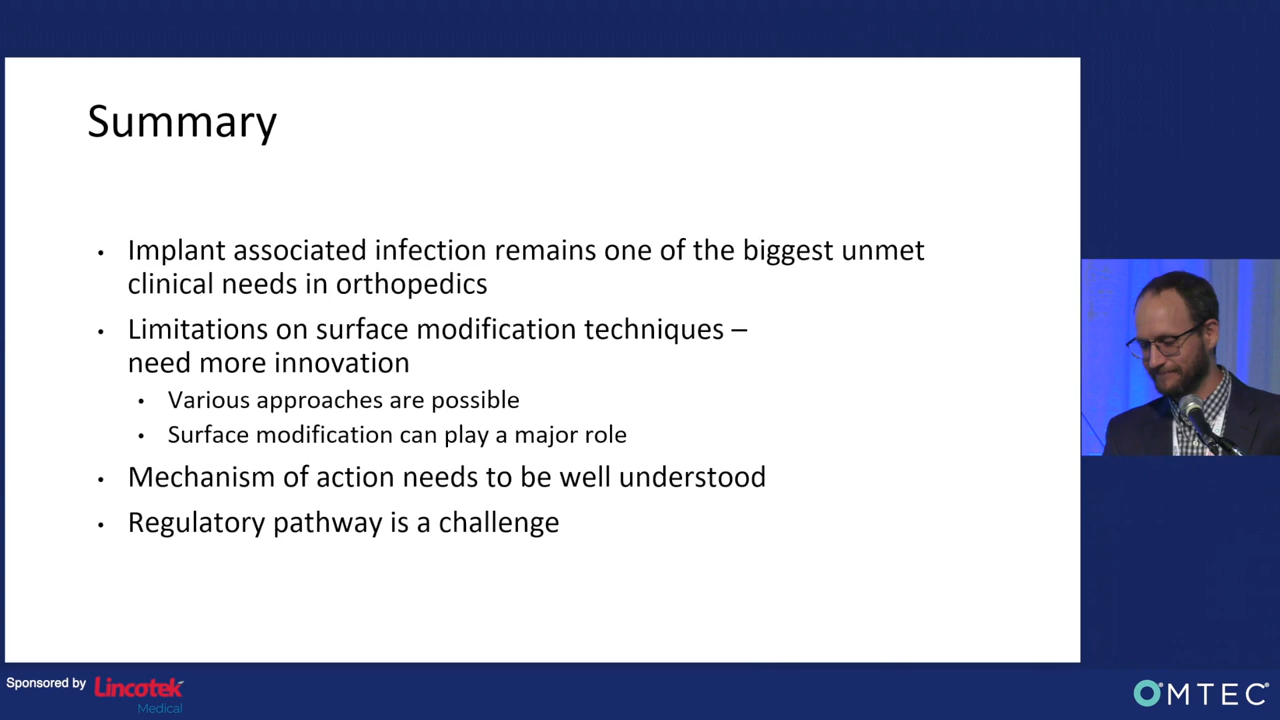 Summary
• Implant associated infection remains one of the biggest unmet
clinical needs in orthopedics
• Limitations on surface modification techniques –
need more innovation
• Various approaches are possible
• Surface modification can play a major role
• Mechanism of action needs to be well understood
• Regulatory pathway is a challenge
Sponsored by Lincotek
Medical
OMTEC®